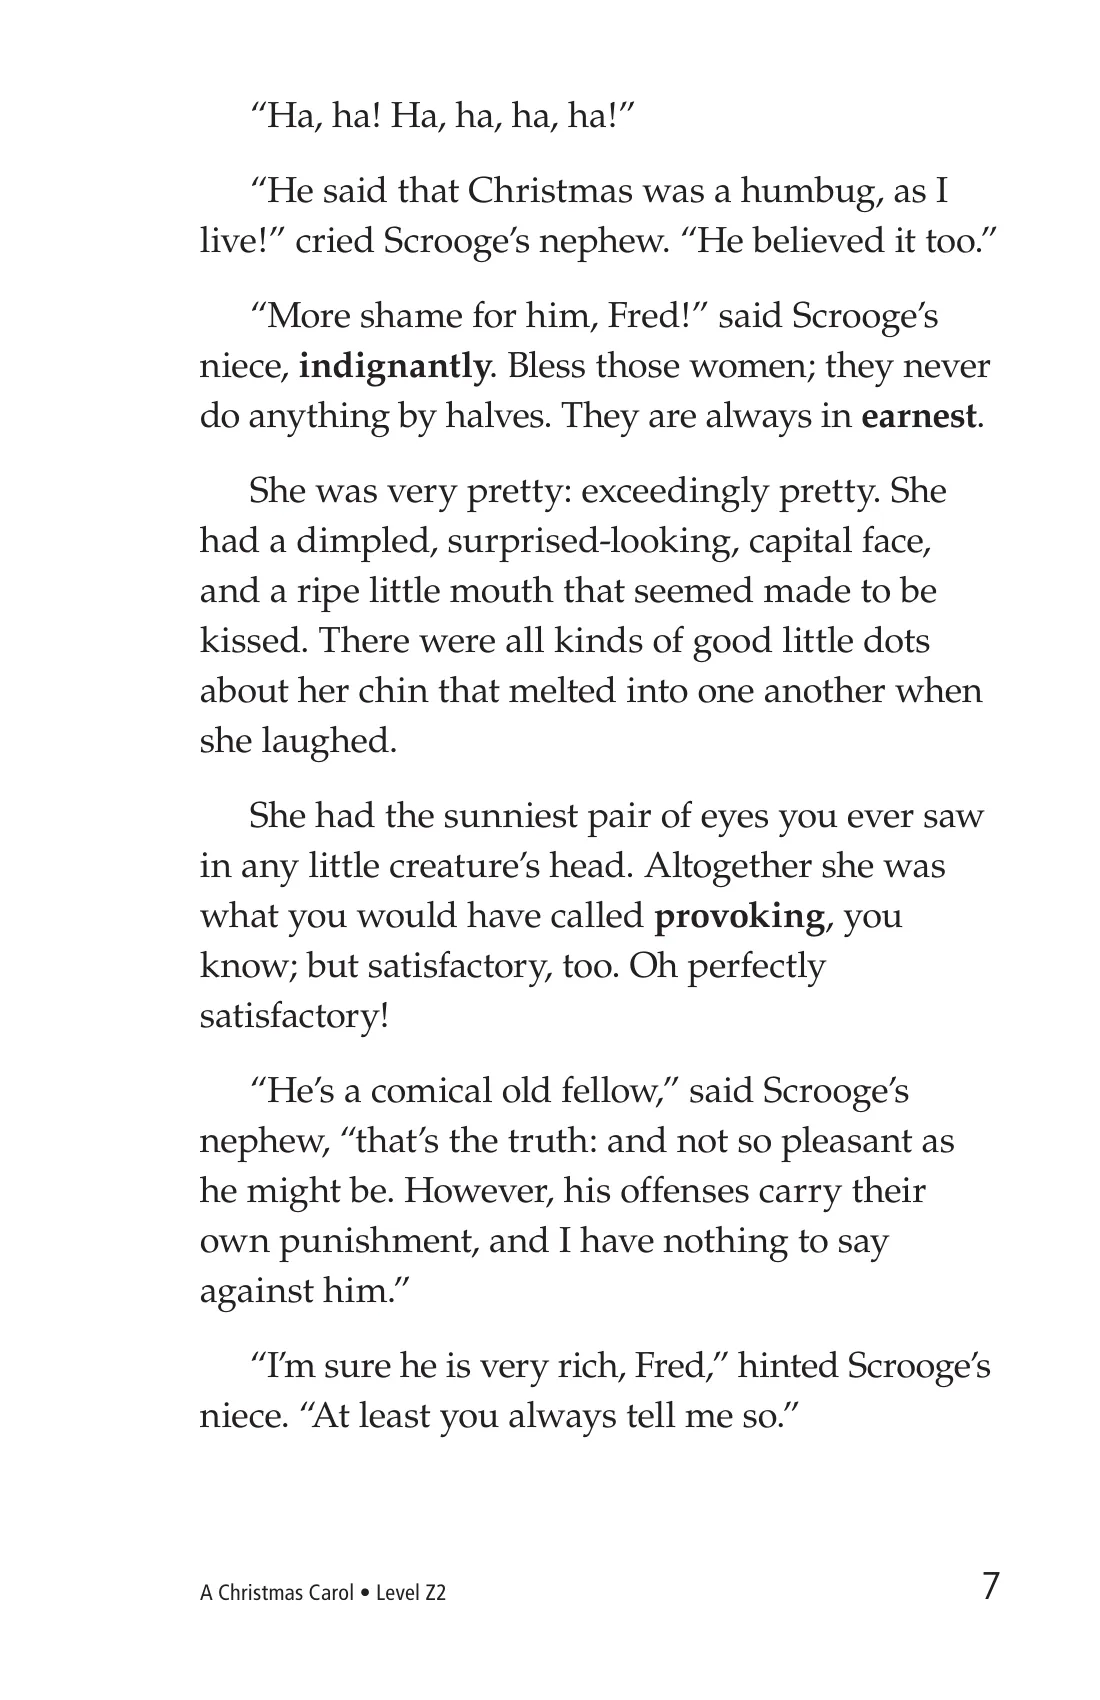 “Ha, ha! Ha, ha, ha, ha!”
“He said that Christmas was a humbug, as I
live!” cried Scrooge’s nephew. “He believed it too.”
“More shame for him, Fred!” said Scrooge’s
niece, indignantly. Bless those women; they never
do anything by halves. They are always in earnest.
She was very pretty: exceedingly pretty. She
had a dimpled, surprised-looking, capital face,
and a ripe little mouth that seemed made to be
kissed. There were all kinds of good little dots
about her chin that melted into one another when
she laughed.
She had the sunniest pair of eyes you ever saw
in any little creature’s head. Altogether she was
what you would have called provoking, you
know; but satisfactory, too. Oh perfectly
satisfactory!
“He’s a comical old fellow,” said Scrooge’s
nephew, “that’s the truth: and not so pleasant as
he might be. However, his offenses carry their
own punishment, and I have nothing to say
against him.”
“I’m sure he is very rich, Fred,” hinted Scrooge’s
niece. “At least you always tell me so.”
A Christmas Carol • Level Z2
7